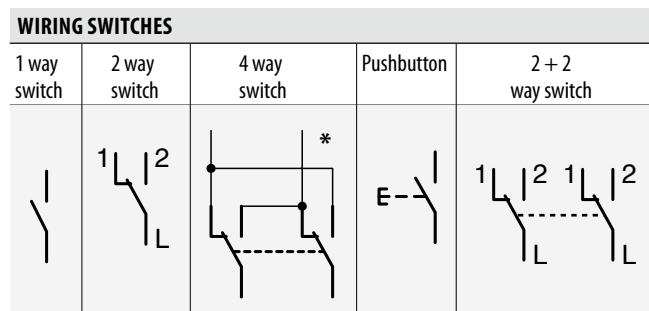 WIRING SWITCHES
1 way
switch
2 way
switch
4 way
switch
Pushbutton
2 + 2
way switch
1 2
L
*
1 2 1 2
L L